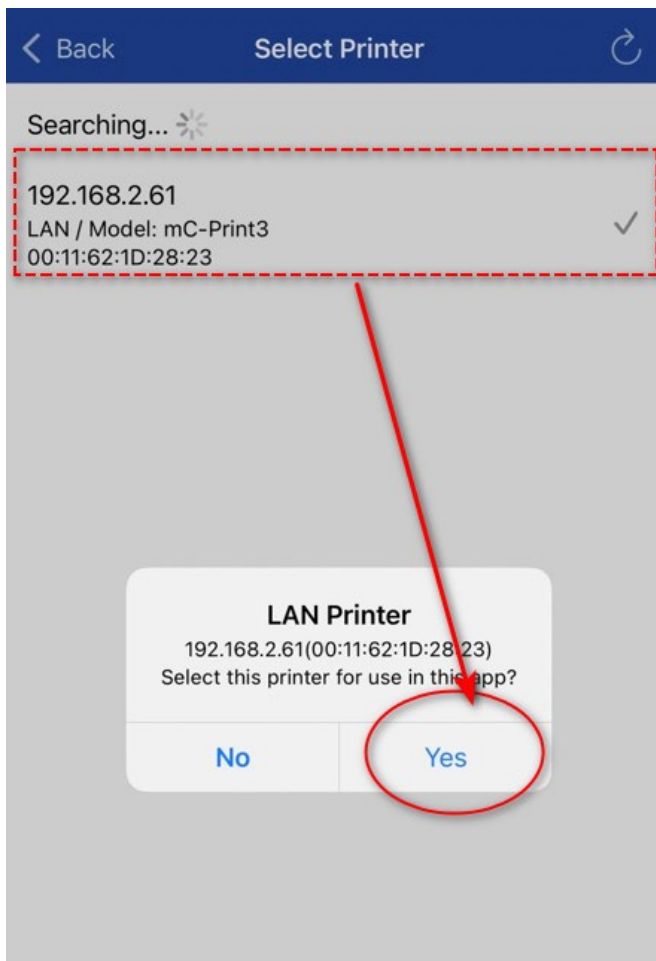 Back
Select Printer
Searching...
192.168.2.61
LAN / Model: mC-Print3
00:11:62:1D:28:23
LAN Printer
192.168.2.61(00:11:62:1D:28:23)
Select this printer for use in this app?
No
Yes